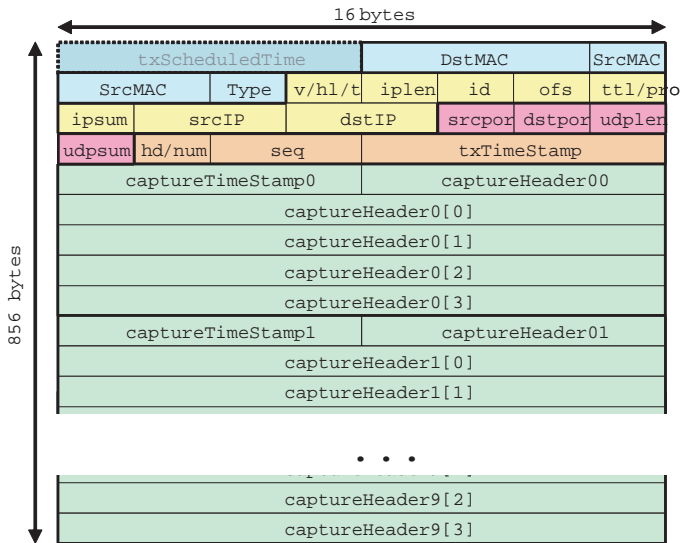 16 bytes
txScheduledTime DstMAC SrcMAC
SrcMAC Type v/hl/t iplen id ofs ttl/pro
ipsum srcIP dstIP srcpor dstpor udplen
udpsum hd/num seq txTimeStamp
captureTimeStamp0 captureHeader00
captureHeader0[0]
captureHeader0[1]
captureHeader0[2]
captureHeader0[3]
captureTimeStamp1 captureHeader01
captureHeader1[0]
captureHeader1[1]
. . .
captureHeader9[2]
captureHeader9[3]
856 bytes